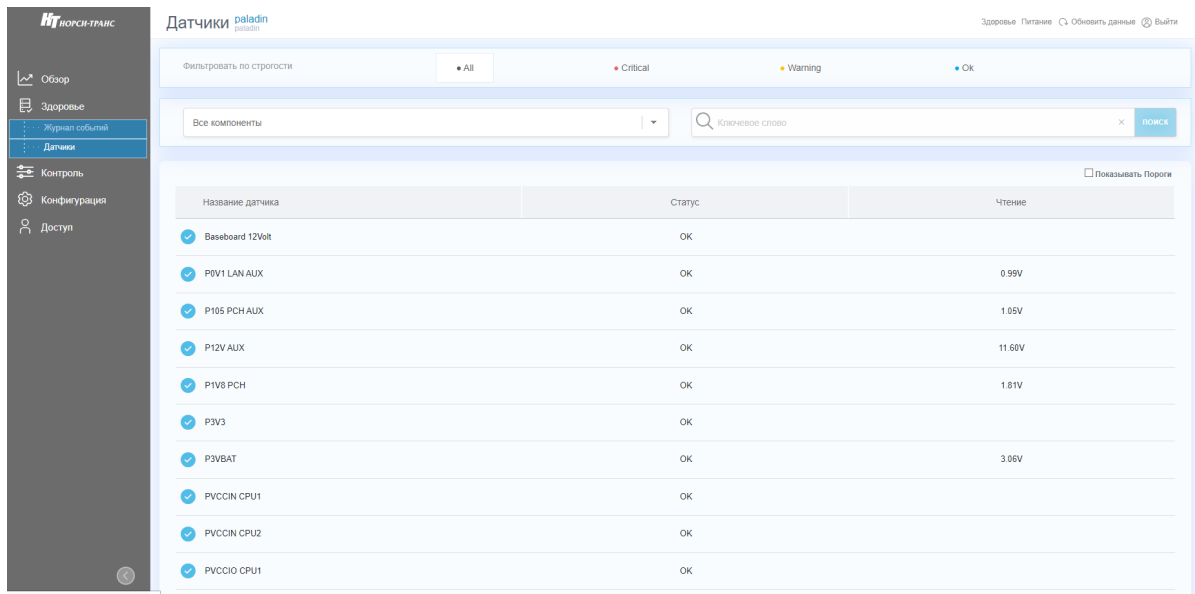 НТ НОРСИ-ТРАНС
Датчики paladin
paladin
Здоровье Питание Обновить данные Выйти
Обзор
Здоровье
Журнал событий
Датчики
Контроль
Конфигурация
Доступ
Фильтровать по строгости All Critical Warning Ok
Все компоненты Ключевое слово × ПОИСК
Показывать Пороги
Название датчика Статус Чтение
Baseboard 12Volt OK
P0V1 LAN AUX OK 0.99V
P105 PCH AUX OK 1.05V
P12V AUX OK 11.60V
P1V8 PCH OK 1.81V
P3V3 OK
P3VBAT OK 3.06V
PVCCIN CPU1 OK
PVCCIN CPU2 OK
PVCCIO CPU1 OK